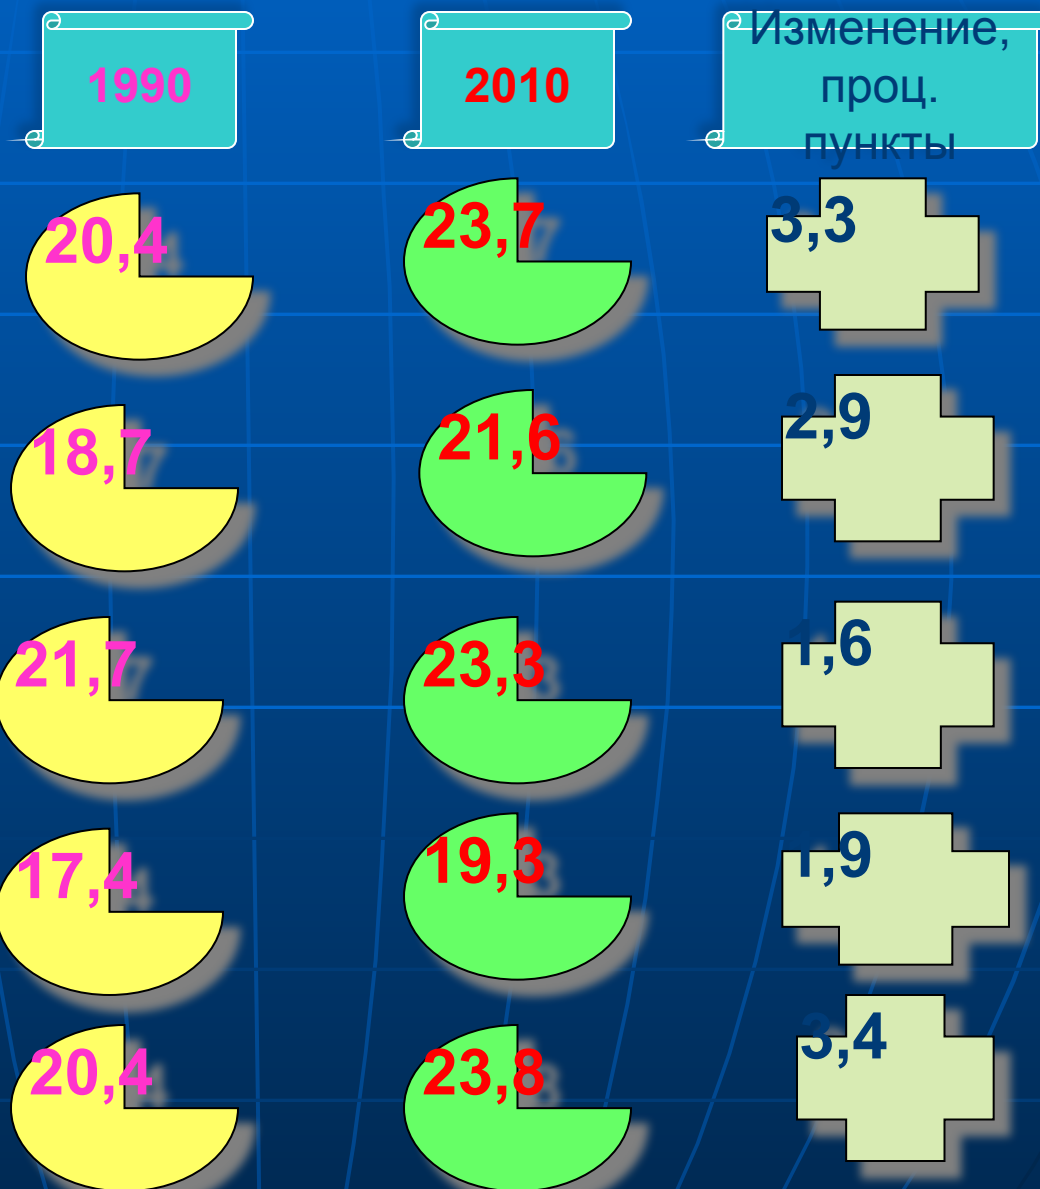 1990 2010 Изменение,
проц.
пункты
20,4 23,7 3,3
18,7 21,6 2,9
21,7 23,3 1,6
17,4 19,3 1,9
20,4 23,8 3,4